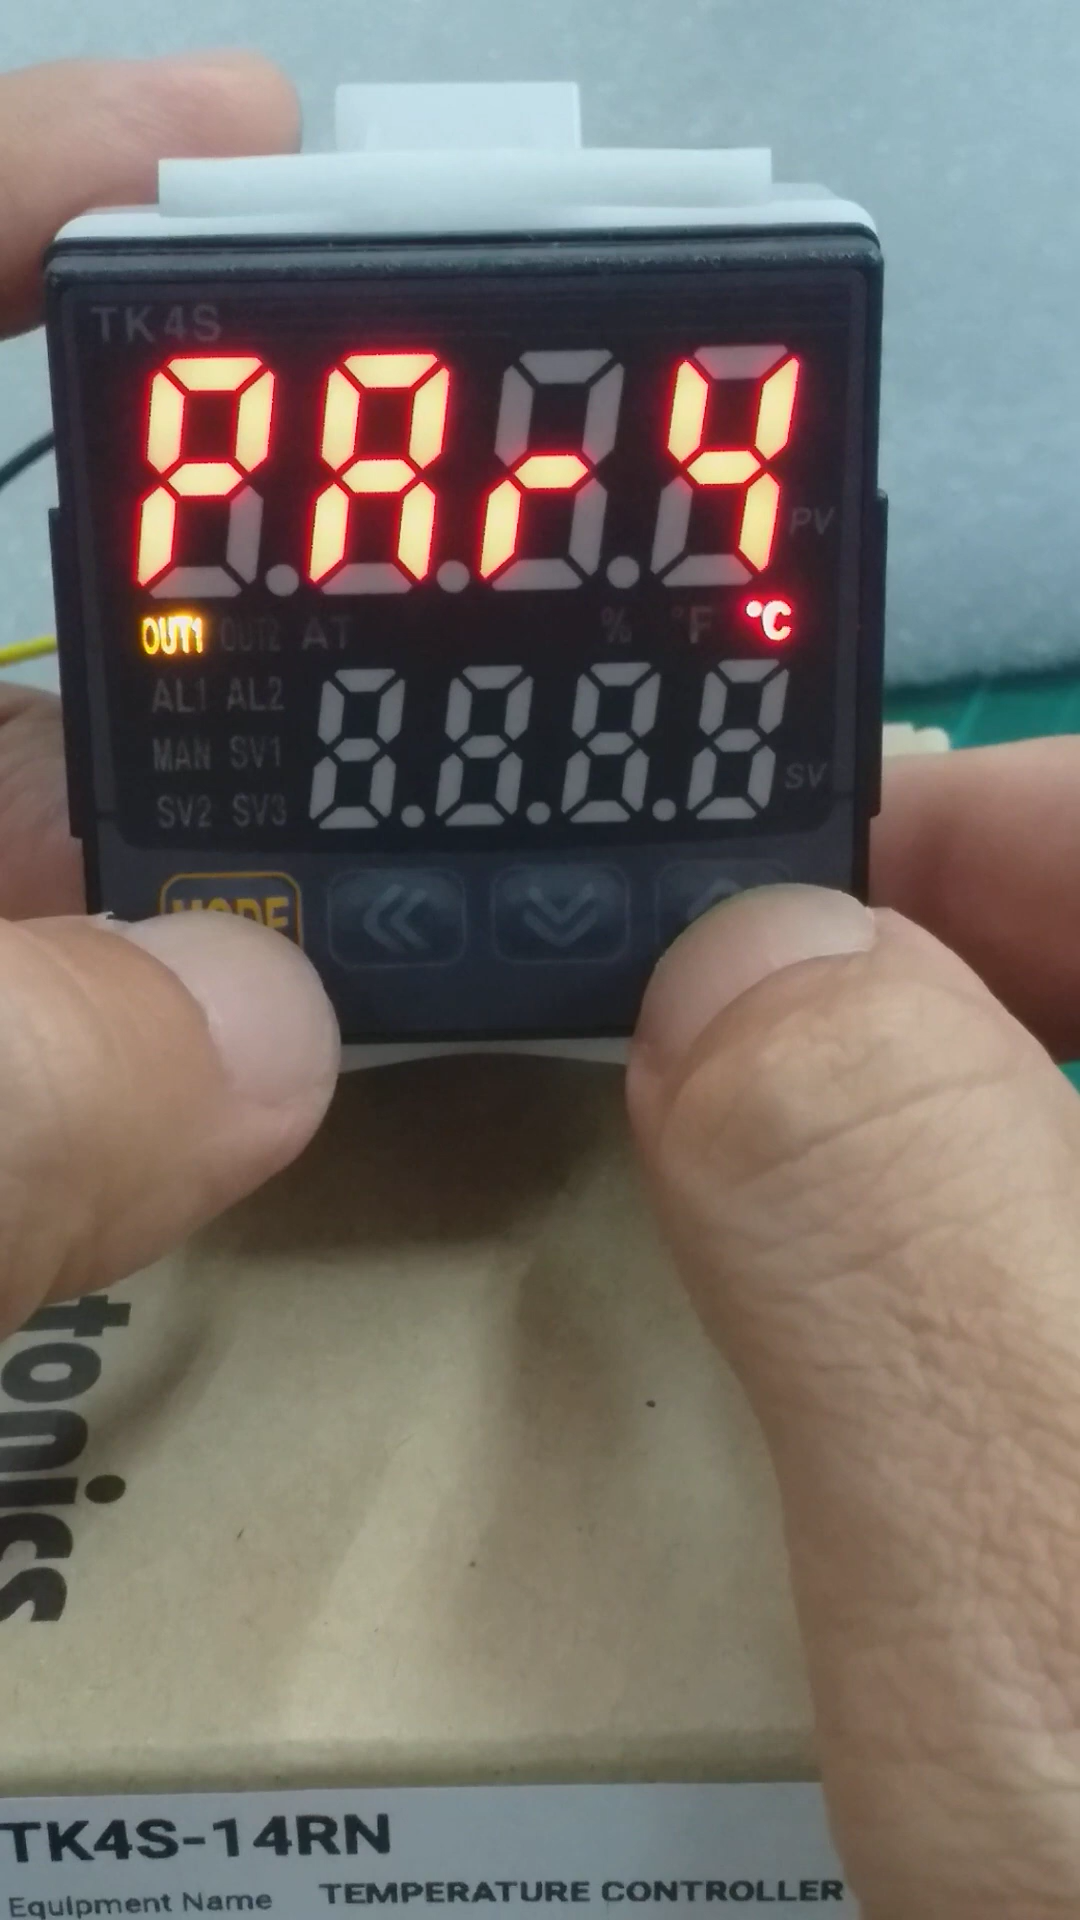 TK4S
PAr4
PV
OUT1 OUT2 AT % °F °C
AL1 AL2
MAN SV1
8.8.8.8
SV
SV2 SV3
MODE
tonics
TK4S-14RN
Equipment Name TEMPERATURE CONTROLLER